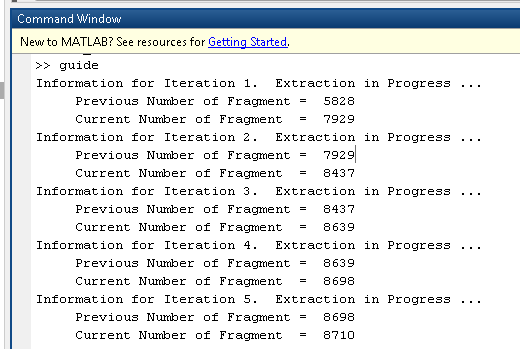 Command Window
New to MATLAB? See resources for Getting Started.
>> guide
Information for Iteration 1.  Extraction in Progress ...
     Previous Number of Fragment =  5828
     Current Number of Fragment  =  7929
Information for Iteration 2.  Extraction in Progress ...
     Previous Number of Fragment =  7929
     Current Number of Fragment  =  8437
Information for Iteration 3.  Extraction in Progress ...
     Previous Number of Fragment =  8437
     Current Number of Fragment  =  8639
Information for Iteration 4.  Extraction in Progress ...
     Previous Number of Fragment =  8639
     Current Number of Fragment  =  8698
Information for Iteration 5.  Extraction in Progress ...
     Previous Number of Fragment =  8698
     Current Number of Fragment  =  8710